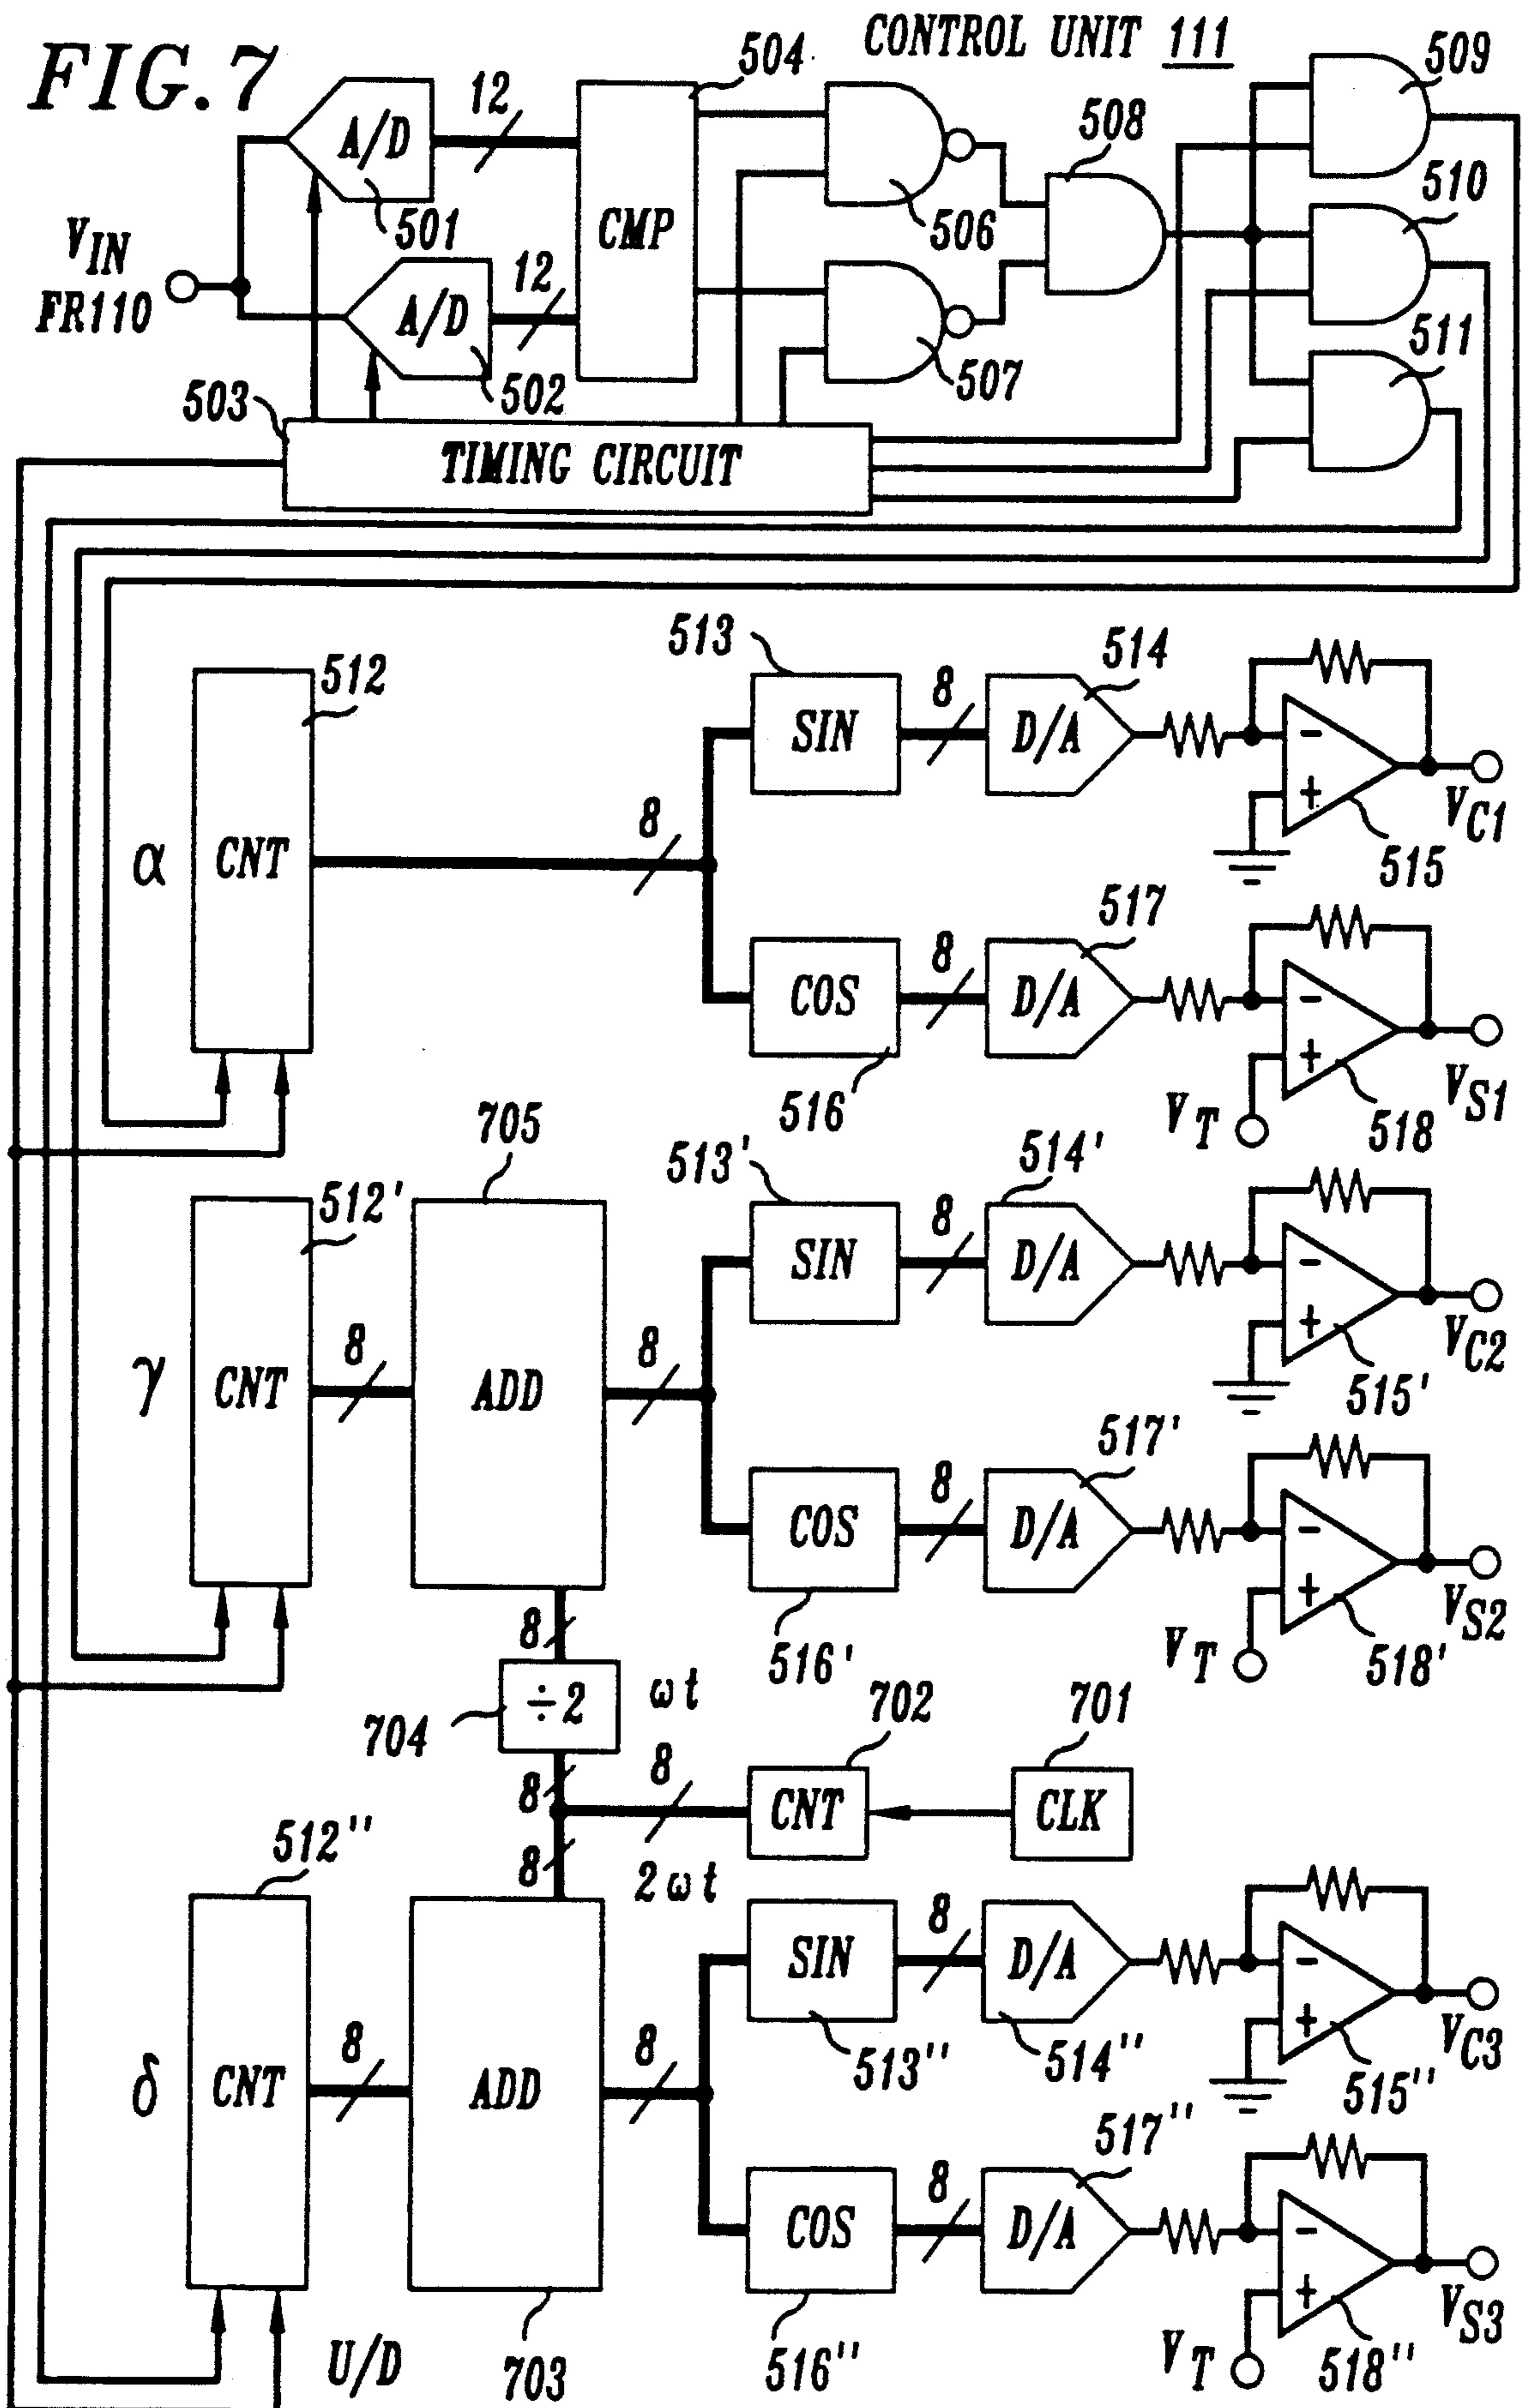 FIG. 7
CONTROL UNIT 111
504
509
12
A/D
501
CMP
506
508
510
V_IN
FR110
12
A/D
502
507
511
503
TIMING CIRCUIT
512
513
8
514
SIN
D/A
-
+
V_C1
515
α
CNT
8
517
COS
8
D/A
-
+
V_S1
516
V_T
518
705
512'
513'
514'
SIN
8
D/A
-
+
V_C2
515'
γ
CNT
8
ADD
8
517'
COS
8
D/A
-
+
V_S2
516'
V_T
518'
8
÷2
ωt
704
702
701
8
8
CNT
CLK
8
2ωt
512''
SIN
8
D/A
-
+
V_C3
513''
514''
515''
δ
CNT
8
ADD
8
517''
COS
8
D/A
-
+
V_S3
U/D
703
516''
V_T
518''